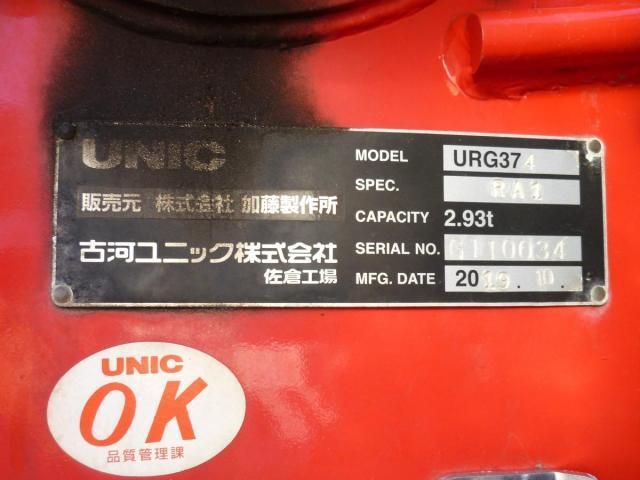 UNIC
販売元 株式会社 加藤製作所
古河ユニック株式会社
佐倉工場
MODEL URG374
SPEC. RA1
CAPACITY 2.93t
SERIAL NO. G110034
MFG. DATE 2019.10.
UNIC
OK
品質管理課